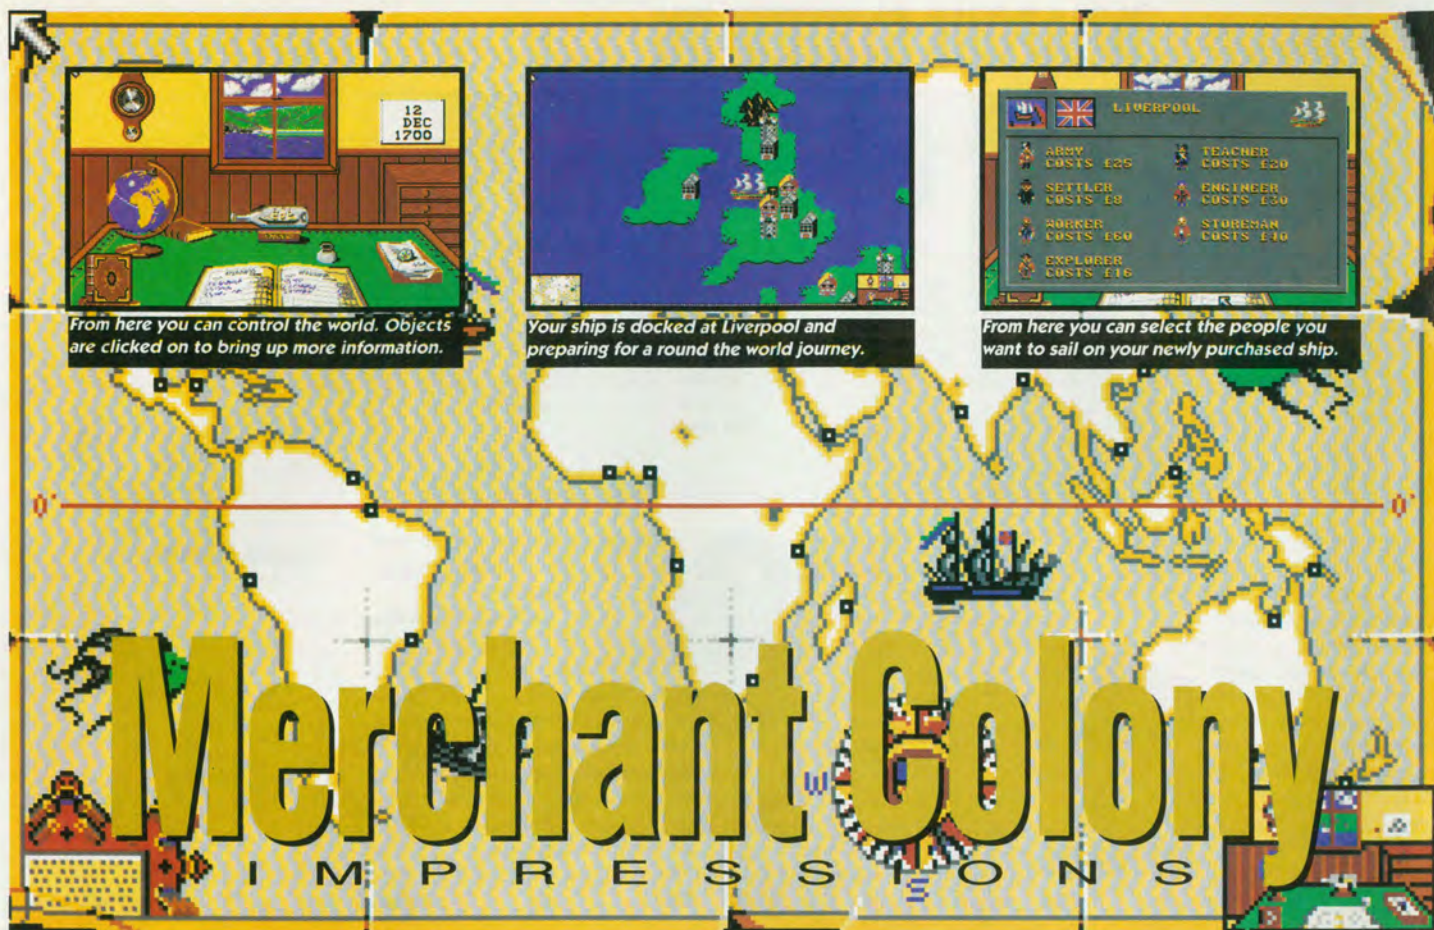 12
DEC
1700
From here you can control the world. Objects
are clicked on to bring up more information.
Your ship is docked at Liverpool and
preparing for a round the world journey.
LIVERPOOL
ARMY
COSTS £25
TEACHER
COSTS £20
SETTLER
COSTS £8
ENGINEER
COSTS £30
WORKER
COSTS £60
STOREMAN
COSTS £40
EXPLORER
COSTS £16
From here you can select the people you
want to sail on your newly purchased ship.
0°
0°
Merchant Colony
W
S
IMPRESSIONS